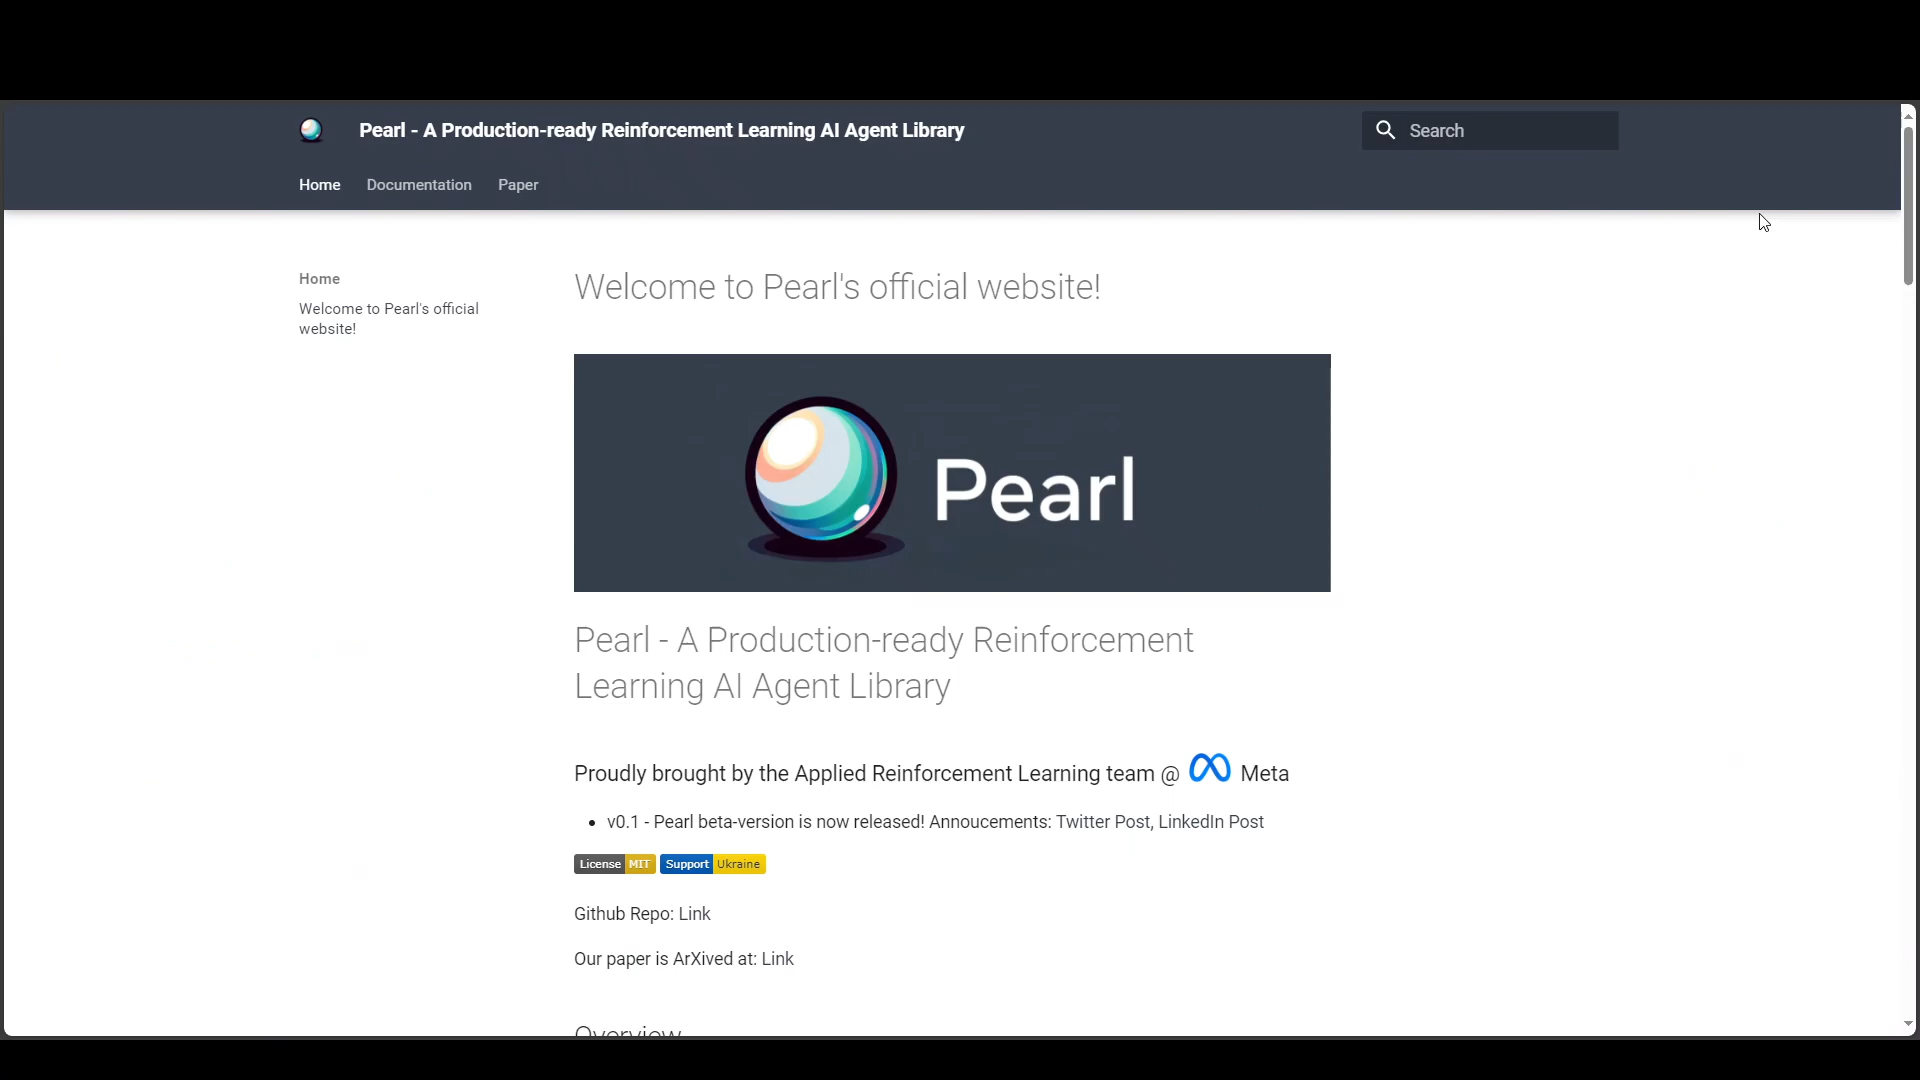 Pearl - A Production-ready Reinforcement Learning AI Agent Library
Search
Home Documentation Paper
Home
Welcome to Pearl's official
website!
Welcome to Pearl's official website!
Pearl
Pearl - A Production-ready Reinforcement
Learning AI Agent Library
Proudly brought by the Applied Reinforcement Learning team @ Meta
• v0.1 - Pearl beta-version is now released! Annoucements: Twitter Post, LinkedIn Post
License MIT Support Ukraine
Github Repo: Link
Our paper is ArXived at: Link
Overview